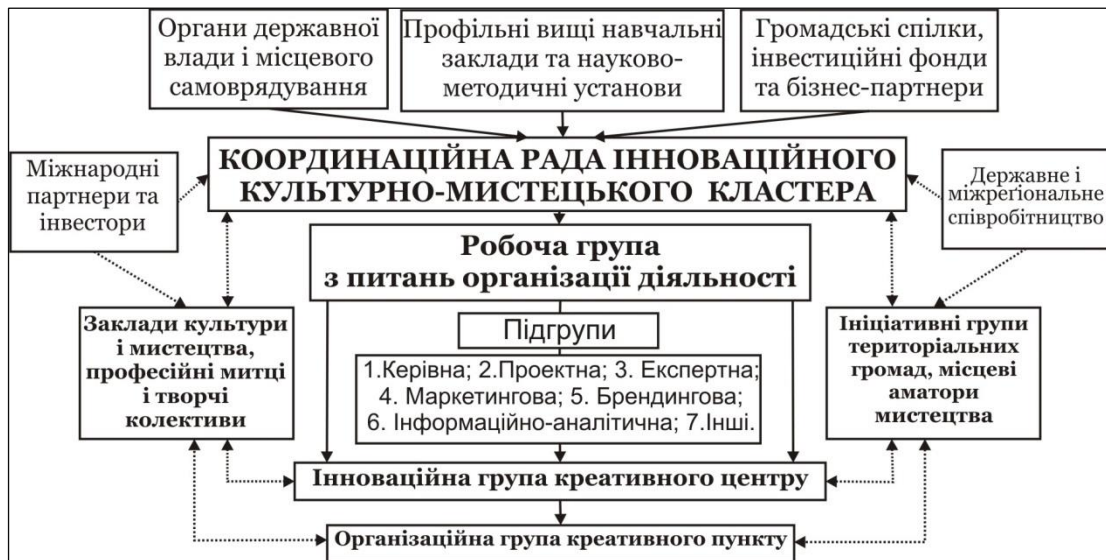 Органи державної
влади і місцевого
самоврядування
Профільні вищі навчальні
заклади та науково-
методичні установи
Громадські спілки,
інвестиційні фонди
та бізнес-партнери
КООРДИНАЦІЙНА РАДА ІННОВАЦІЙНОГО
КУЛЬТУРНО-МИСТЕЦЬКОГО КЛАСТЕРА
Міжнародні
партнери та
інвестори
Державне і
міжреґіональне
співробітництво
Робоча група
з питань організації діяльності
Підгрупи
1.Керівна; 2.Проектна; 3. Експертна;
4. Маркетингова; 5. Брендингова;
6. Інформаційно-аналітична; 7.Інші.
Заклади культури
і мистецтва,
професійні митці
і творчі
колективи
Ініціативні групи
територіальних
громад, місцеві
аматори
мистецтва
Інноваційна група креативного центру
Організаційна група креативного пункту